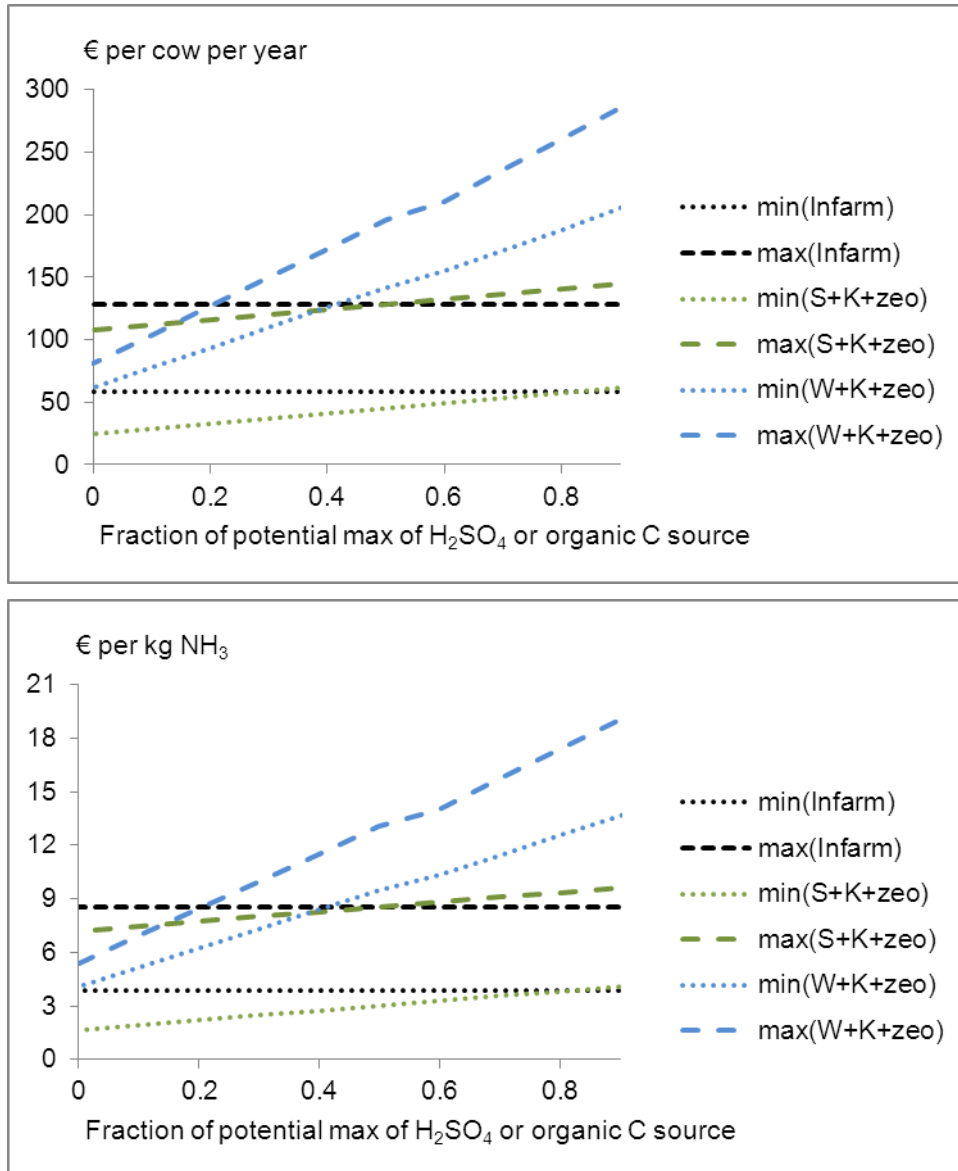 € per cow per year
300
250
200
150
100
50
0
0 0.2 0.4 0.6 0.8
Fraction of potential max of H₂SO₄ or organic C source
min(Infarm)
max(Infarm)
min(S+K+zeo)
max(S+K+zeo)
min(W+K+zeo)
max(W+K+zeo)
€ per kg NH₃
21
18
15
12
9
6
3
0
0 0.2 0.4 0.6 0.8
Fraction of potential max of H₂SO₄ or organic C source
min(Infarm)
max(Infarm)
min(S+K+zeo)
max(S+K+zeo)
min(W+K+zeo)
max(W+K+zeo)